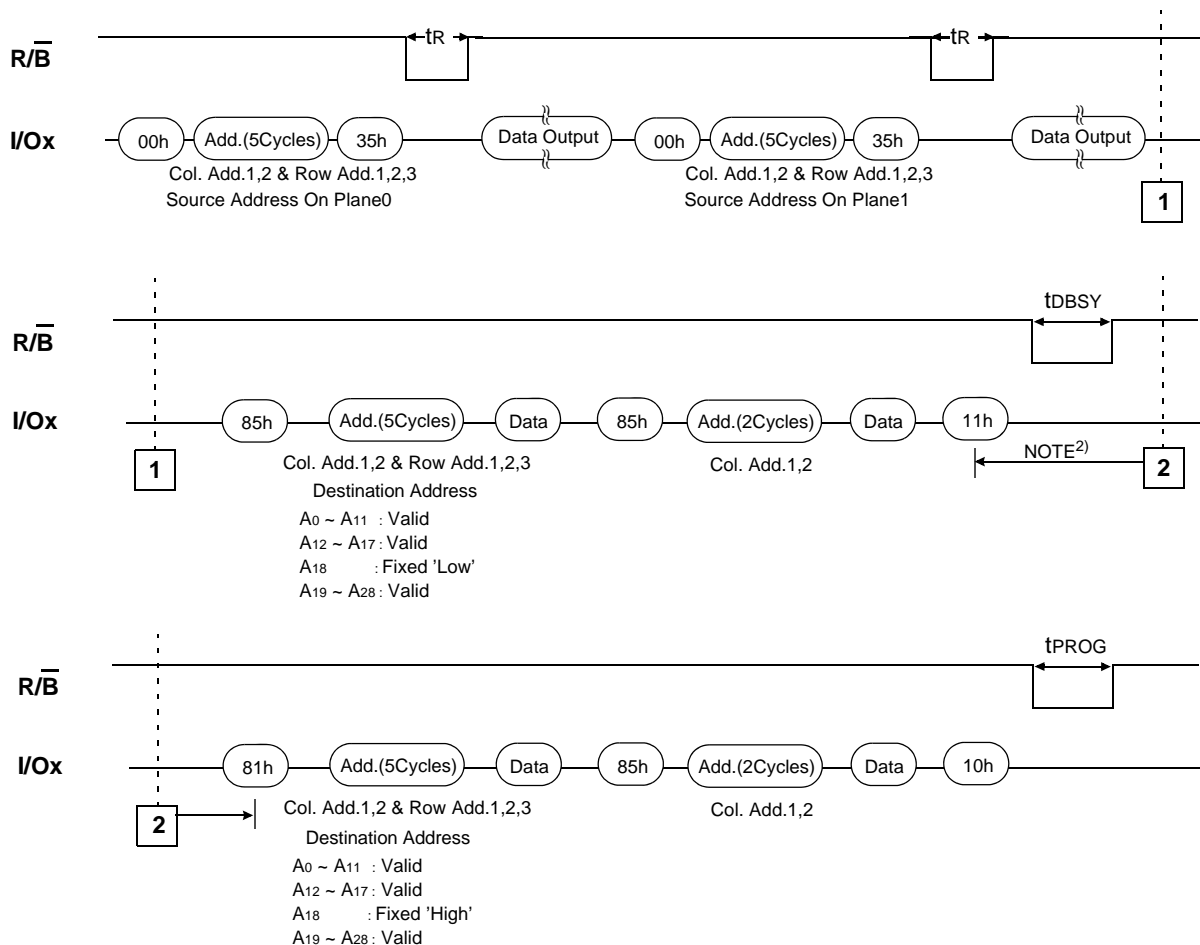 tR tR
R/B
I/Ox 00h Add.(5Cycles) 35h Data Output 00h Add.(5Cycles) 35h Data Output
Col. Add.1,2 & Row Add.1,2,3 Col. Add.1,2 & Row Add.1,2,3
Source Address On Plane0 Source Address On Plane1 1
tDBSY
R/B
I/Ox 85h Add.(5Cycles) Data 85h Add.(2Cycles) Data 11h
1 Col. Add.1,2 & Row Add.1,2,3 Col. Add.1,2 NOTE2) 2
Destination Address
A0 ~ A11 : Valid
A12 ~ A17 : Valid
A18 : Fixed 'Low'
A19 ~ A28 : Valid
tPROG
R/B
I/Ox 81h Add.(5Cycles) Data 85h Add.(2Cycles) Data 10h
2 Col. Add.1,2 & Row Add.1,2,3 Col. Add.1,2
Destination Address
A0 ~ A11 : Valid
A12 ~ A17 : Valid
A18 : Fixed 'High'
A19 ~ A28 : Valid